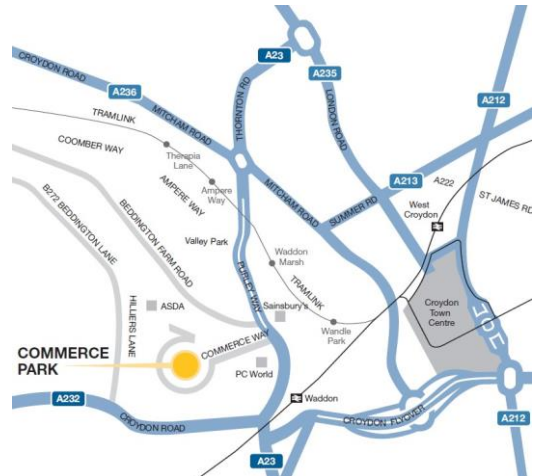 A23
CROYDON ROAD
A236
THORNTON RD
A235
LONDON ROAD
A212
TRAMLINK
MITCHAM ROAD
COOMBER WAY
Therapia
Lane
AMPERE WAY
Ampere
Way
MITCHAM ROAD
SUMMER RD
A213
A222
West
Croydon
ST JAMES RD
B272 BEDDINGTON LANE
BEDDINGTON FARM ROAD
Valley Park
PURLEY WAY
Waddon
Marsh
TRAMLINK
HILLIERS LANE
ASDA
Sainsbury's
Wandle
Park
Croydon
Town
Centre
COMMERCE
PARK
COMMERCE WAY
PC World
Waddon
A232
CROYDON ROAD
CROYDON FLYOVER
A212
A23